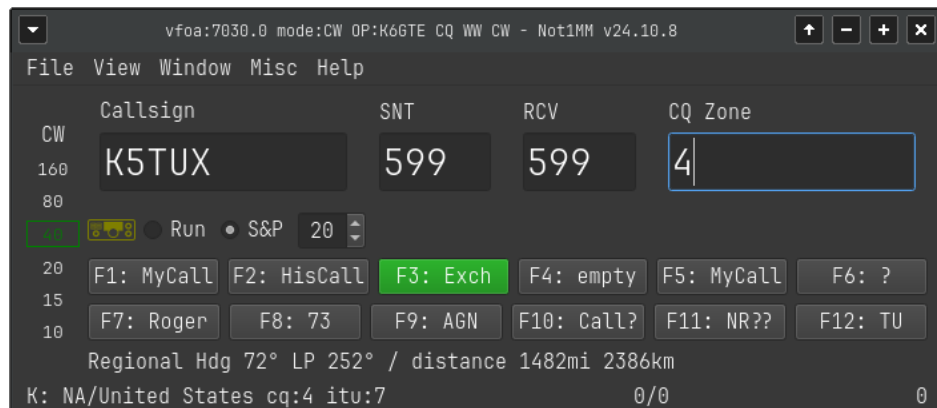 vfoa:7030.0 mode:CW OP:K6GTE CQ WW CW - Not1MM v24.10.8
File View Window Misc Help
Callsign SNT RCV CQ Zone
CW
K5TUX 599 599 4
160
80
40 Run S&P 20
20 F1: MyCall F2: HisCall F3: Exch F4: empty F5: MyCall F6: ?
15
10 F7: Roger F8: 73 F9: AGN F10: Call? F11: NR?? F12: TU
Regional Hdg 72° LP 252° / distance 1482mi 2386km
K: NA/United States cq:4 itu:7 0/0 0